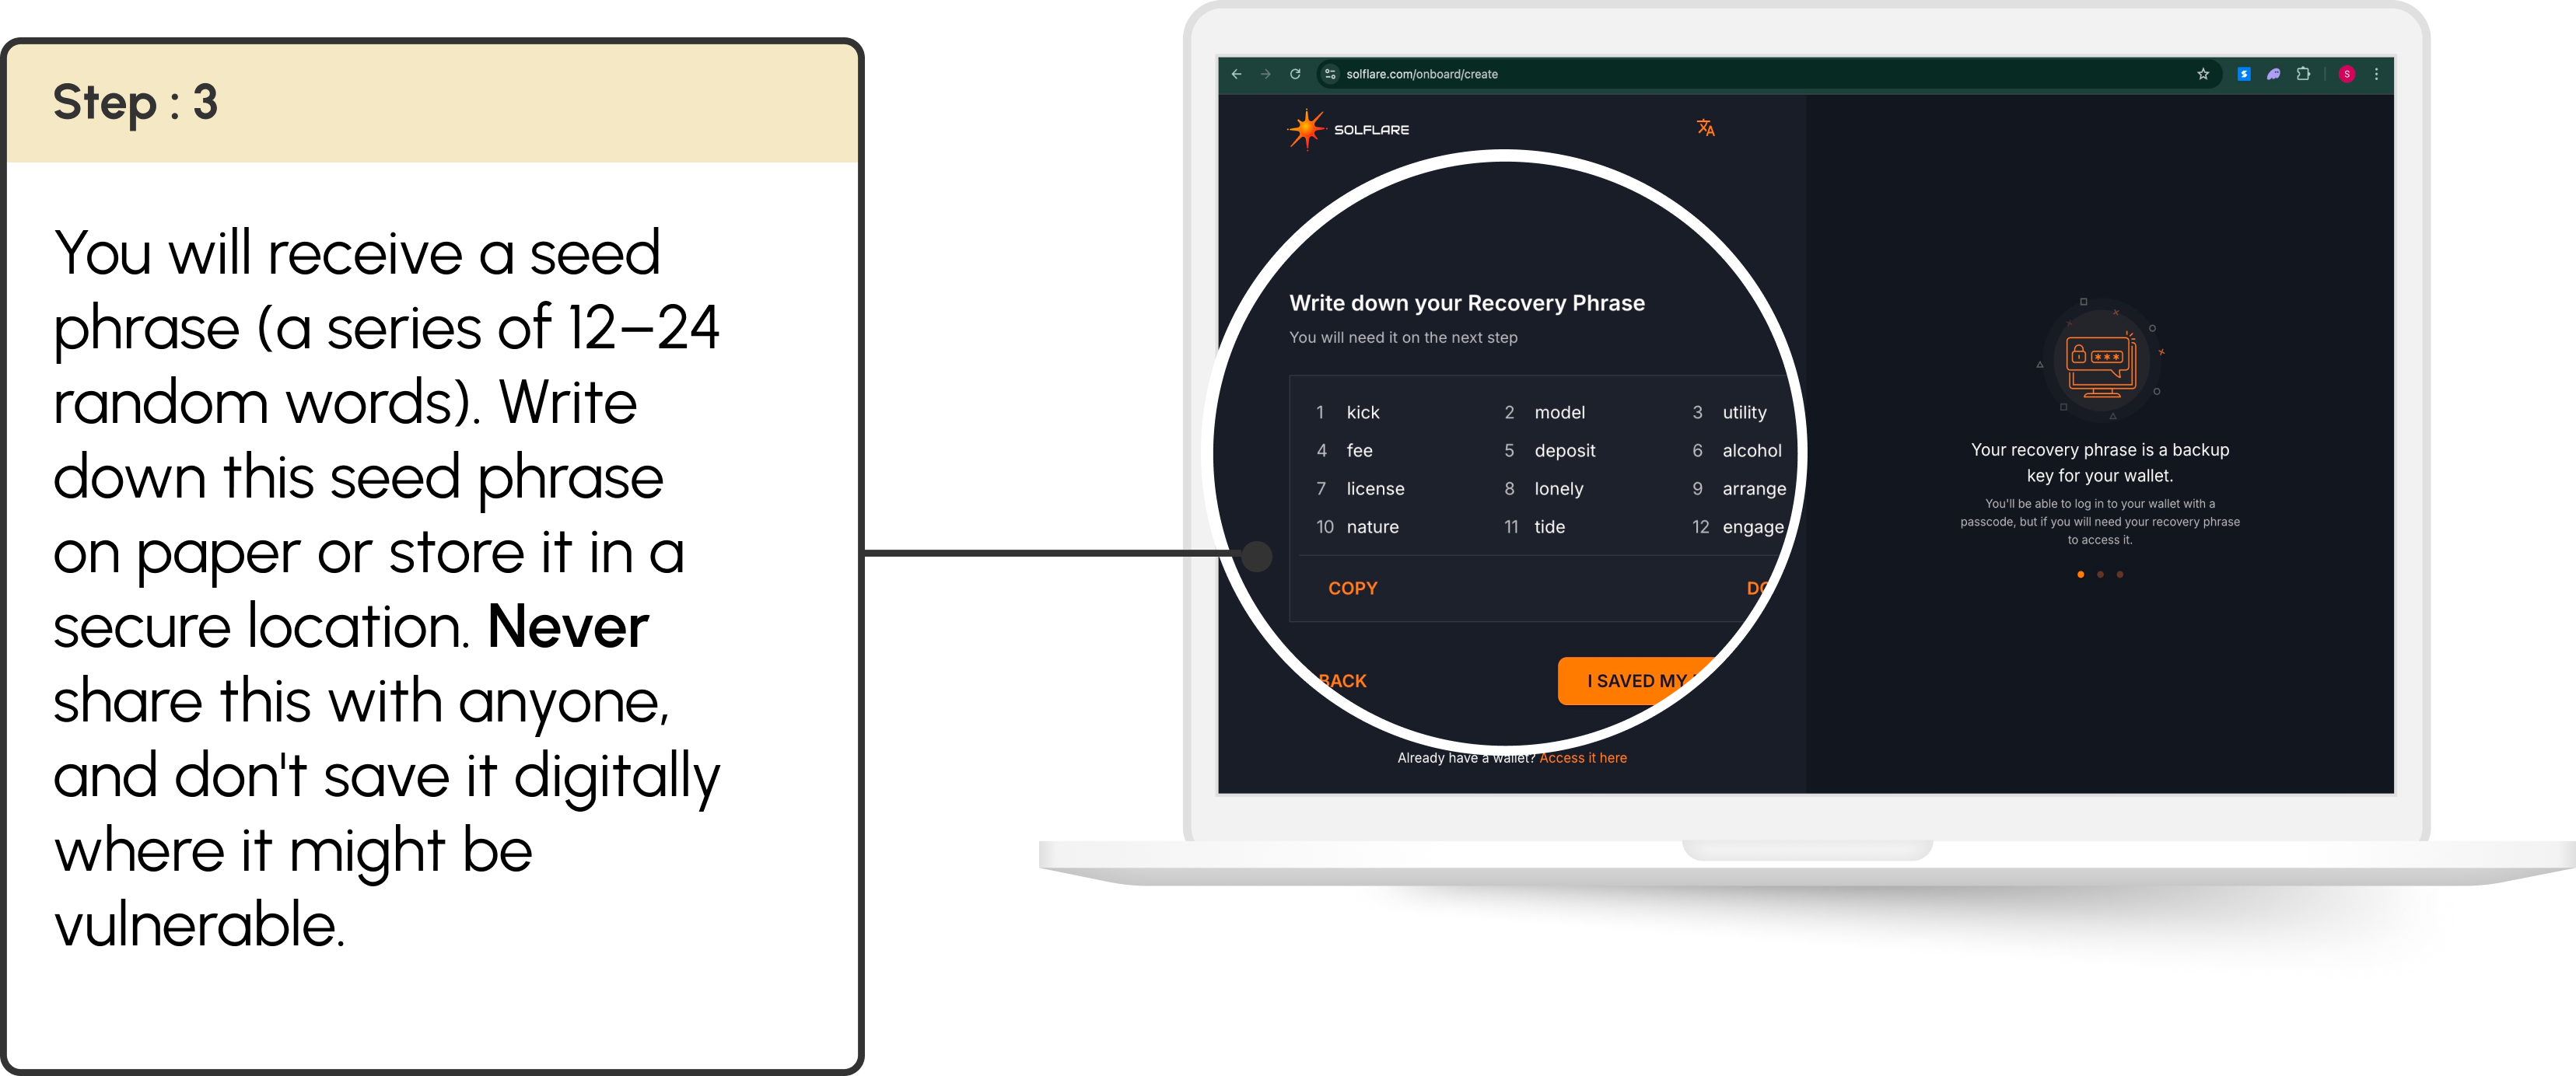 Step : 3
You will receive a seed
phrase (a series of 12–24
random words). Write
down this seed phrase
on paper or store it in a
secure location. Never
share this with anyone,
and don't save it digitally
where it might be
vulnerable.
solflare.com/onboard/create
S
SOLFLARE
Write down your Recovery Phrase
You will need it on the next step
1 kick 2 model 3 utility
4 fee 5 deposit 6 alcohol
7 license 8 lonely 9 arrange
10 nature 11 tide 12 engage
COPY
BACK I SAVED MY
Already have a wallet? Access it here
Your recovery phrase is a backup
key for your wallet.
You'll be able to log in to your wallet with a
passcode, but if you will need your recovery phrase
to access it.